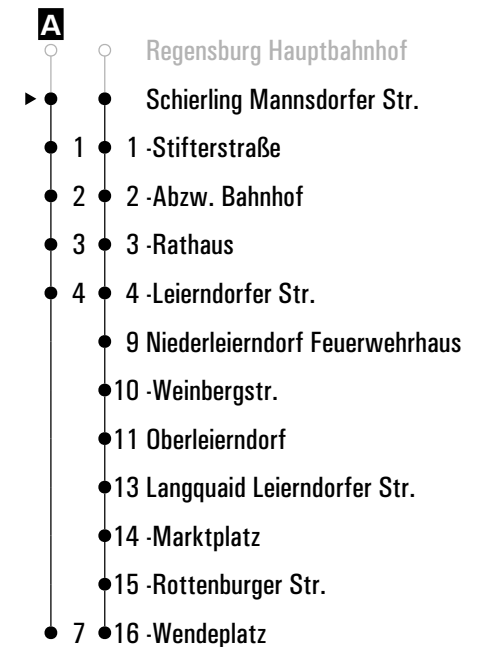 A
Regensburg Hauptbahnhof
Schierling Mannsdorfer Str.
1 1 -Stifterstraße
2 2 -Abzw. Bahnhof
3 3 -Rathaus
4 4 -Leierndorfer Str.
9 Niederleierndorf Feuerwehrhaus
10 -Weinbergstr.
11 Oberleierndorf
13 Langquaid Leierndorfer Str.
14 -Marktplatz
15 -Rottenburger Str.
7 16 -Wendeplatz